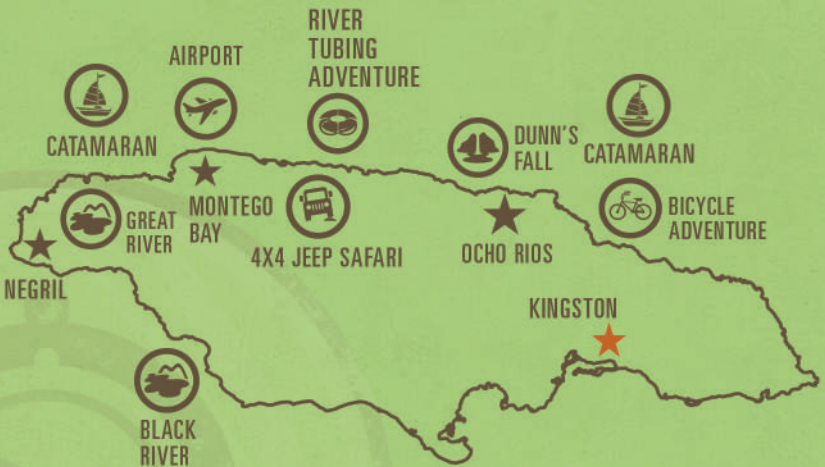 RIVER
TUBING
ADVENTURE
AIRPORT
CATAMARAN
DUNN'S
FALL
CATAMARAN
GREAT
RIVER
MONTEGO
BAY
4X4 JEEP SAFARI
OCHO RIOS
BICYCLE
ADVENTURE
NEGRIL
KINGSTON
BLACK
RIVER